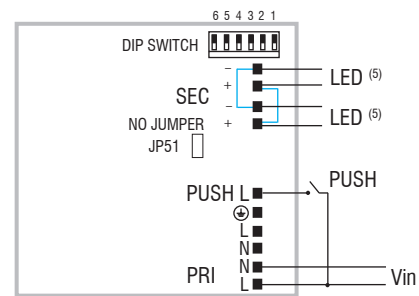 6 5 4 3 2 1
DIP SWITCH
−
LED (5)
+
SEC
−
LED (5)
NO JUMPER +
JP51
PUSH L
PUSH
L
N
N
PRI
Vin
L